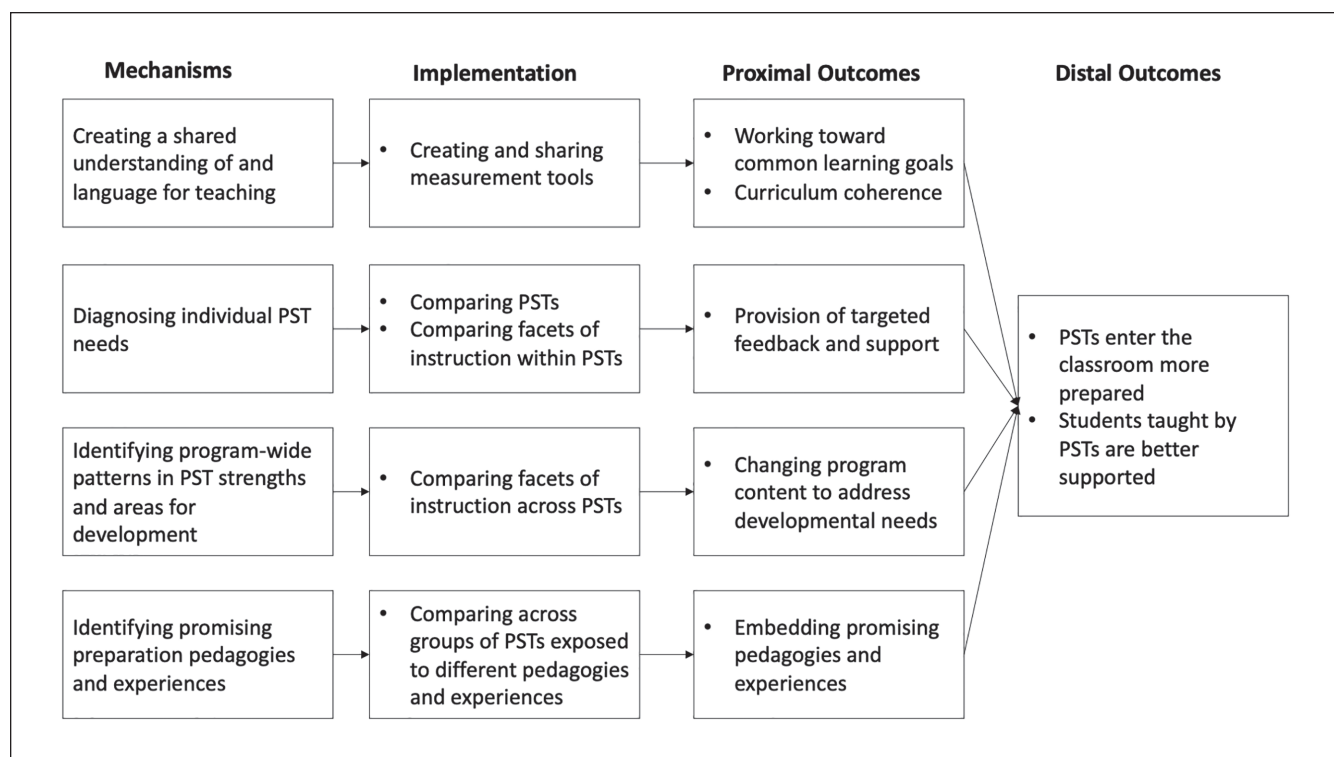 Mechanisms
Implementation
Proximal Outcomes
Distal Outcomes
Creating a shared
understanding of and
language for teaching
• Creating and sharing
measurement tools
• Working toward
common learning goals
• Curriculum coherence
Diagnosing individual PST
needs
• Comparing PSTs
• Comparing facets of
instruction within PSTs
• Provision of targeted
feedback and support
Identifying program-wide
patterns in PST strengths
and areas for
development
• Comparing facets of
instruction across PSTs
• Changing program
content to address
developmental needs
Identifying promising
preparation pedagogies
and experiences
• Comparing across
groups of PSTs exposed
to different pedagogies
and experiences
• Embedding promising
pedagogies and
experiences
• PSTs enter the
classroom more
prepared
• Students taught by
PSTs are better
supported